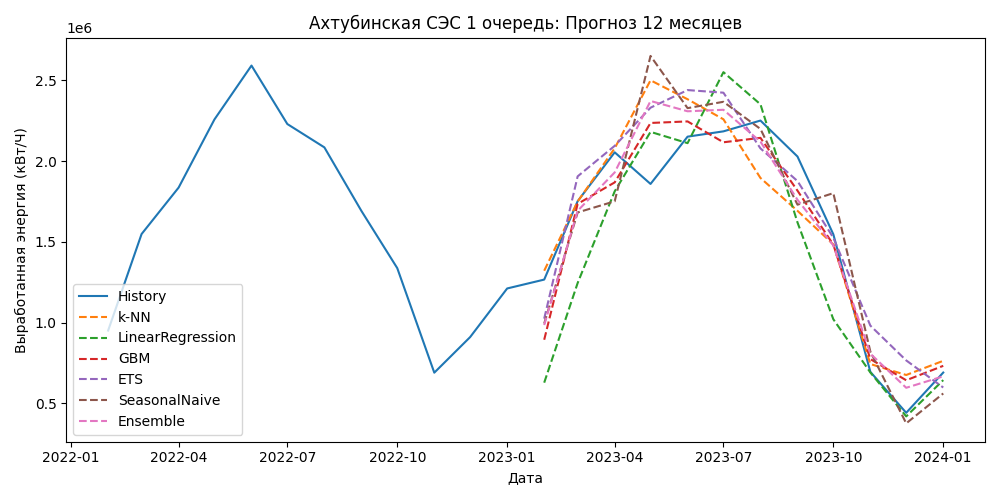 Ахтубинская СЭС 1 очередь: Прогноз 12 месяцев
1e6
Выработанная энергия (кВт/Ч)
2.5
2.0
1.5
1.0
0.5
History
k-NN
LinearRegression
GBM
ETS
SeasonalNaive
Ensemble
2022-01 2022-04 2022-07 2022-10 2023-01 2023-04 2023-07 2023-10 2024-01
Дата